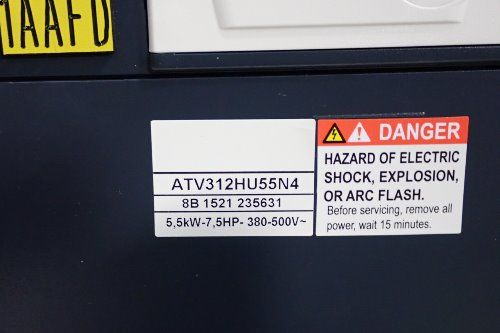 1AAFD
ATV312HU55N4
8B 1521 235631
5,5kW-7,5HP- 380-500V~
DANGER
HAZARD OF ELECTRIC
SHOCK, EXPLOSION,
OR ARC FLASH.
Before servicing, remove all
power, wait 15 minutes.